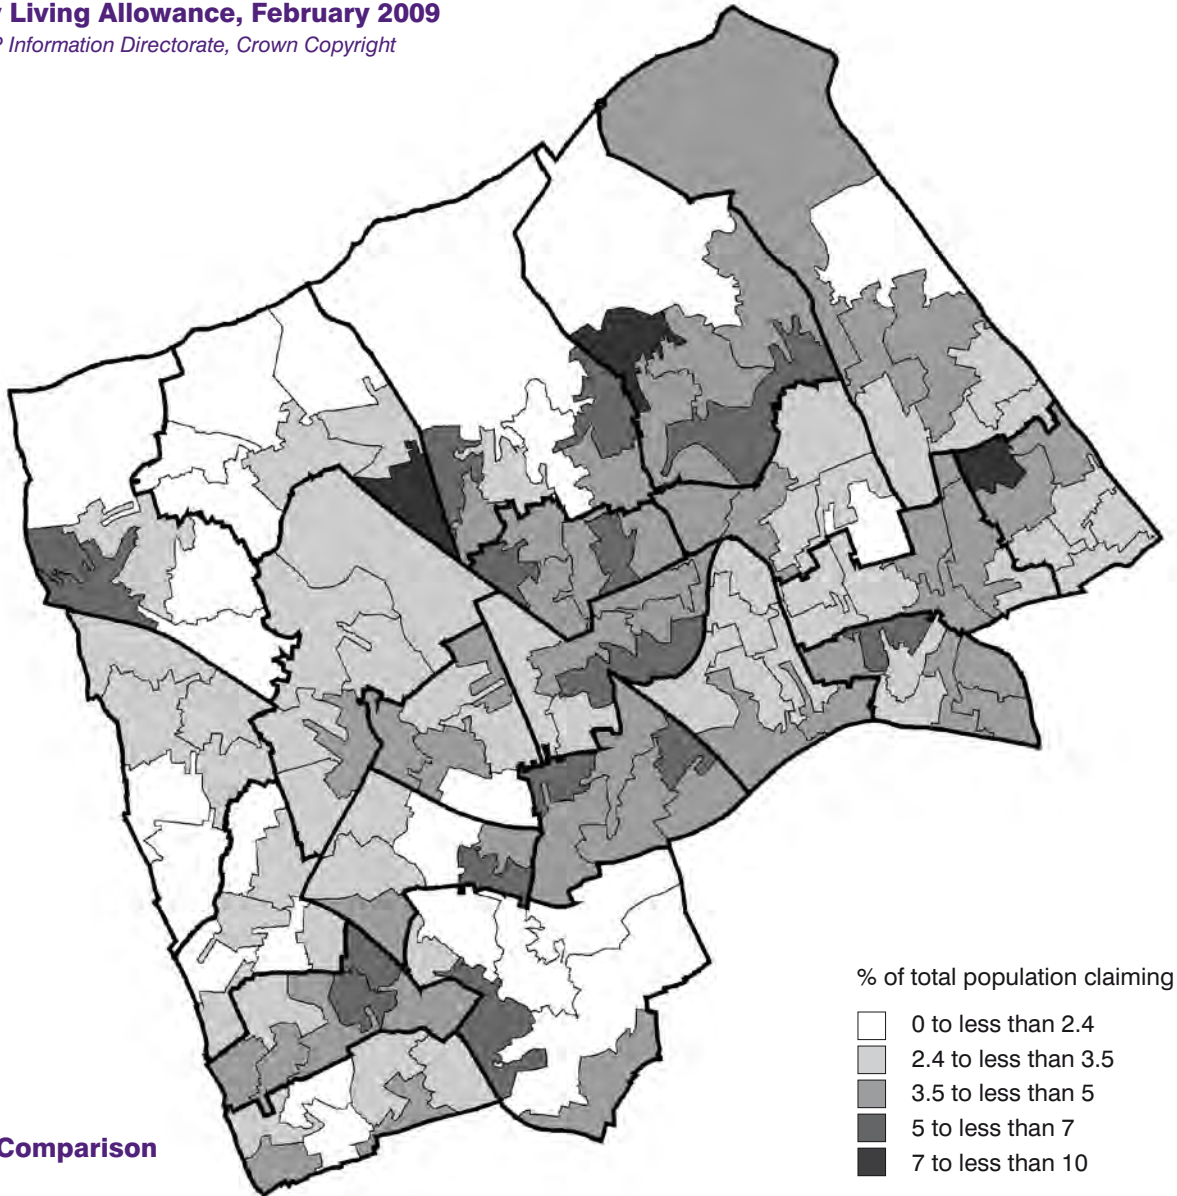 Living Allowance, February 2009
Information Directorate, Crown Copyright
% of total population claiming
0 to less than 2.4
2.4 to less than 3.5
3.5 to less than 5
5 to less than 7
7 to less than 10
Comparison